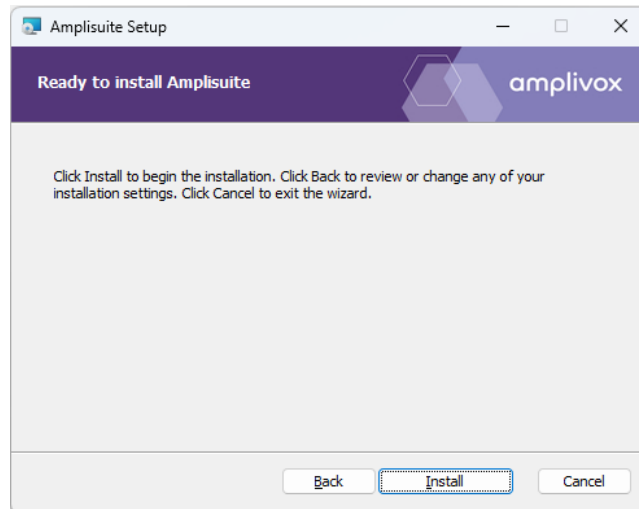 Amplisuite Setup
Ready to install Amplisuite
amplivox
Click Install to begin the installation. Click Back to review or change any of your
installation settings. Click Cancel to exit the wizard.
Back
Install
Cancel